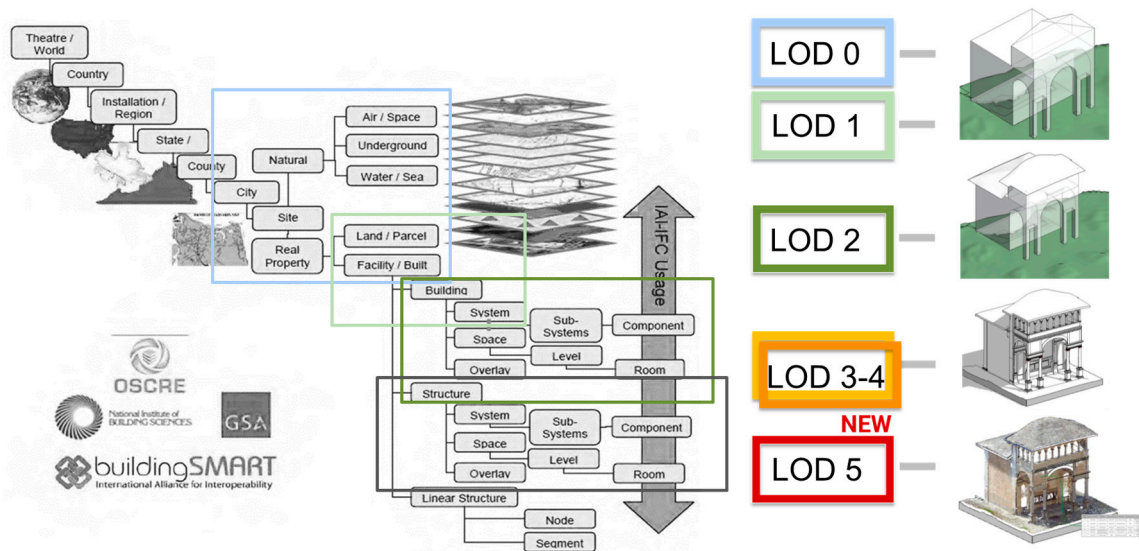 Theatre /
World
Country
Installation /
Region
State /
County
City
Site
Natural
Real
Property
Air / Space
Underground
Water / Sea
Land / Parcel
Facility / Built
Building
System
Space
Overlay
Sub-
Systems
Component
Level
Room
Structure
System
Space
Overlay
Sub-
Systems
Component
Level
Room
Linear Structure
Node
Segment
IAI-IFC Usage
OSCRE
National Institute of
BUILDING SCIENCES
GSA
buildingSMART
International Alliance for Interoperability
LOD 0
LOD 1
LOD 2
LOD 3-4
NEW
LOD 5